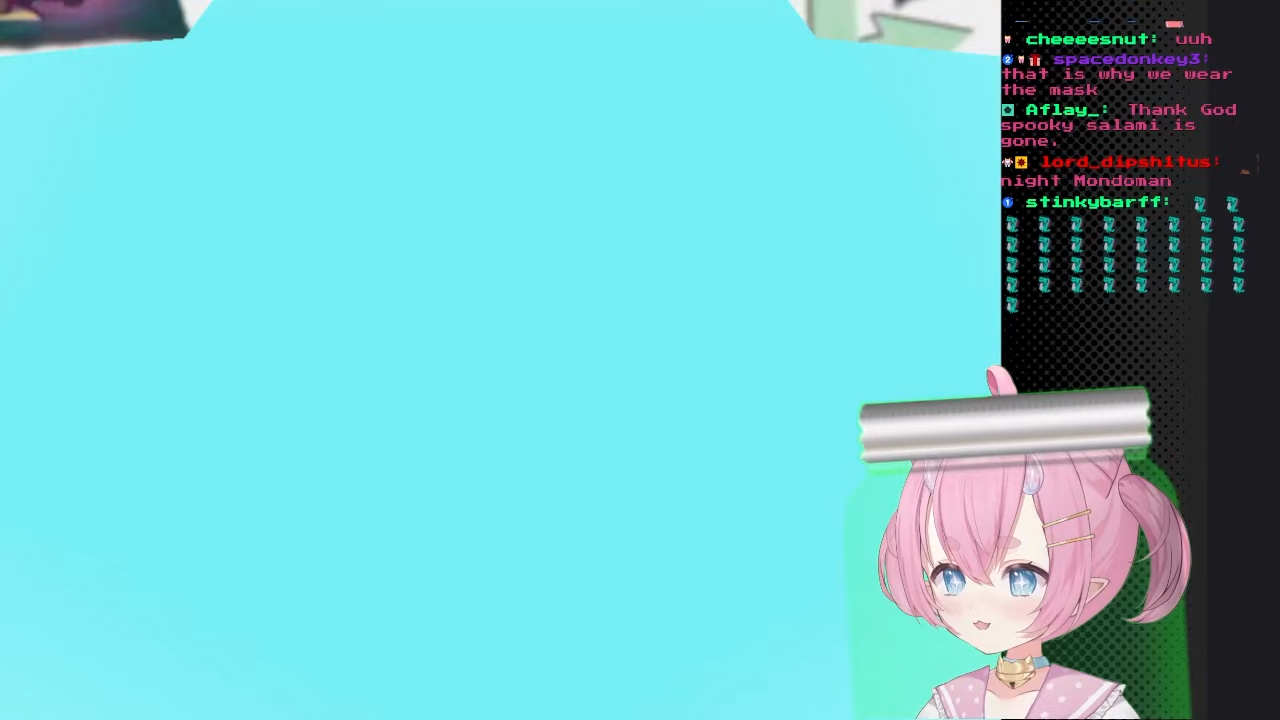 cheeeesnut: uuh
spacedonkey3:
that is why we wear
the mask
Aflay_: Thank God
spooky salami is
gone.
lord_dipsh1tus:
night Mondoman
stinkybarff: